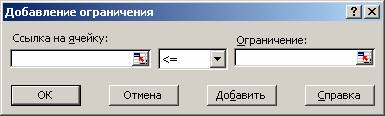 Добавление ограничения
Ссылка на ячейку: Ограничение:
<=
ОК Отмена Добавить Справка